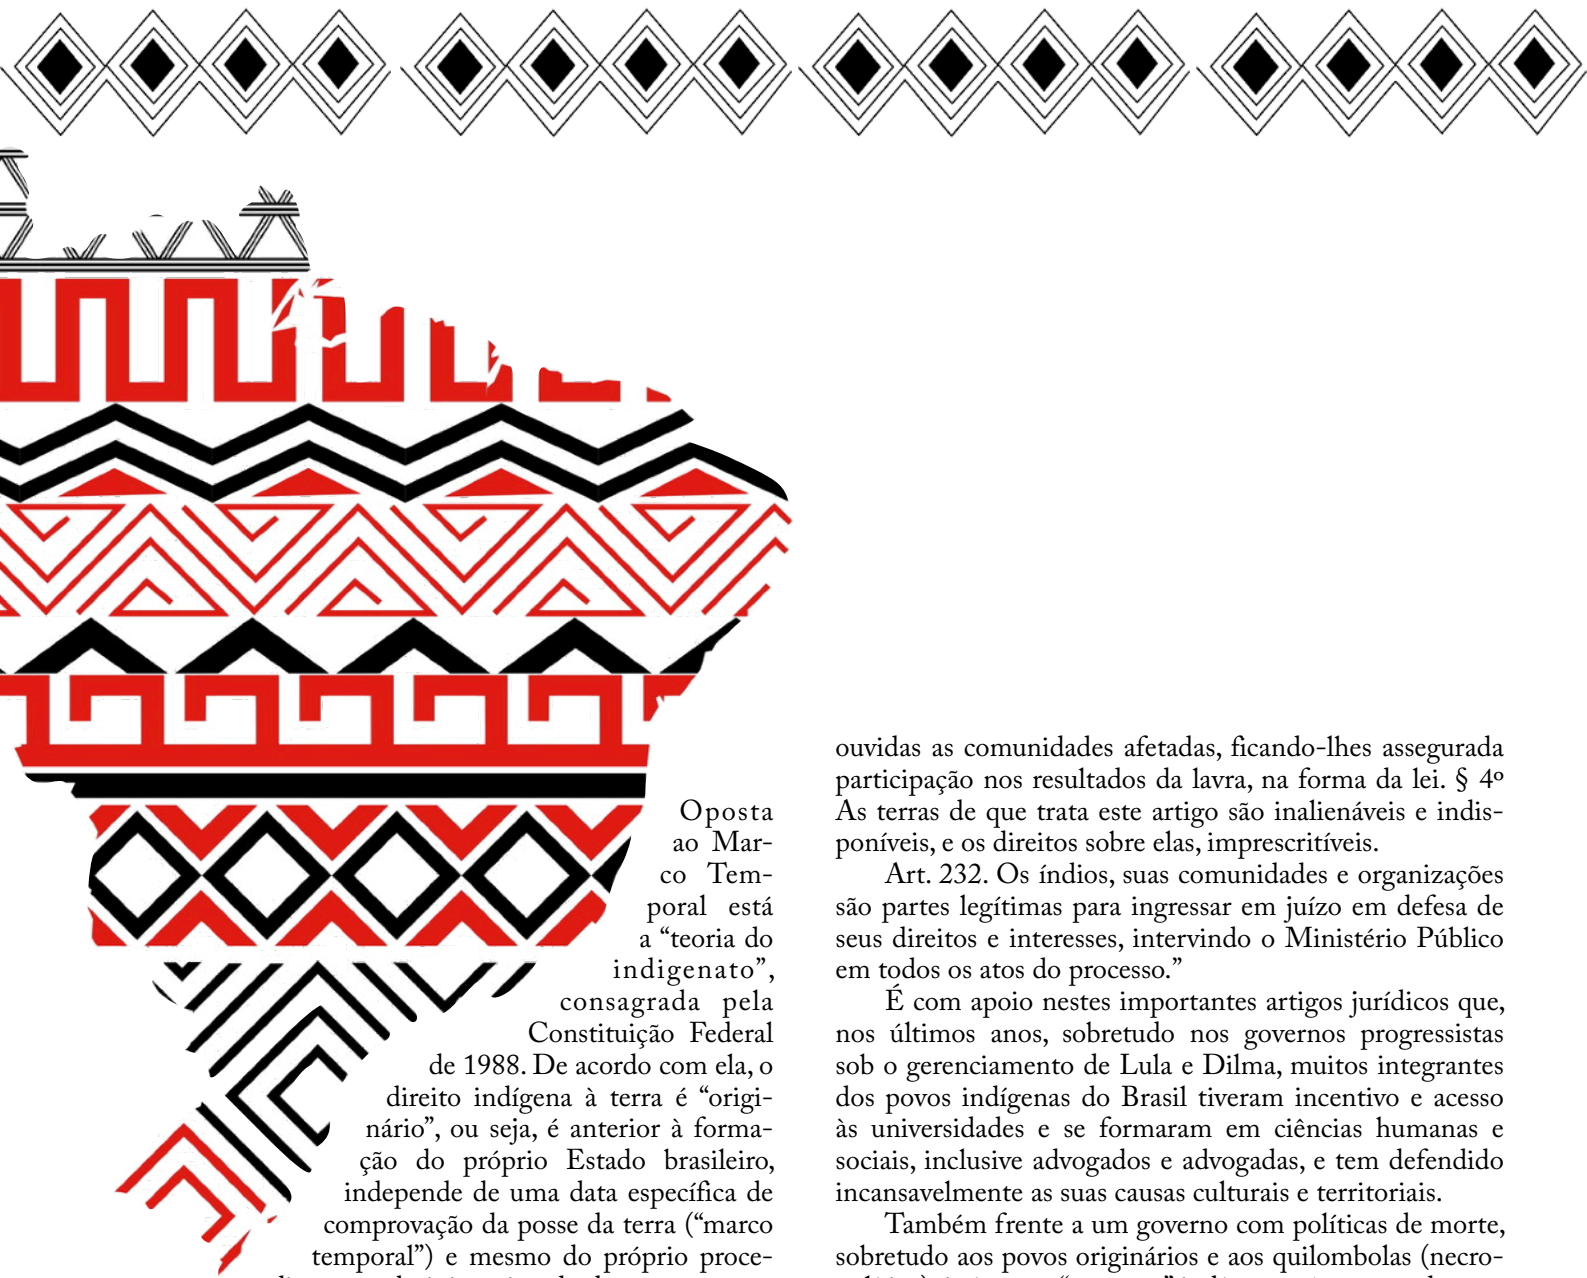 Oposta
ao Mar-
co Tem-
poral está
a “teoria do
indigenato”,
consagrada pela
Constituição Federal
de 1988. De acordo com ela, o
direito indígena à terra é “origi-
nário”, ou seja, é anterior à forma-
ção do próprio Estado brasileiro,
independe de uma data específica de
comprovação da posse da terra (“marco
temporal”) e mesmo do próprio proce-
ouvidas as comunidades afetadas, ficando-lhes assegurada
participação nos resultados da lavra, na forma da lei. § 4º
As terras de que trata este artigo são inalienáveis e indis-
poníveis, e os direitos sobre elas, imprescritíveis.
Art. 232. Os índios, suas comunidades e organizações
são partes legítimas para ingressar em juízo em defesa de
seus direitos e interesses, intervindo o Ministério Público
em todos os atos do processo.”
É com apoio nestes importantes artigos jurídicos que,
nos últimos anos, sobretudo nos governos progressistas
sob o gerenciamento de Lula e Dilma, muitos integrantes
dos povos indígenas do Brasil tiveram incentivo e acesso
às universidades e se formaram em ciências humanas e
sociais, inclusive advogados e advogadas, e tem defendido
incansavelmente as suas causas culturais e territoriais.
Também frente a um governo com políticas de morte,
sobretudo aos povos originários e aos quilombolas (necro-